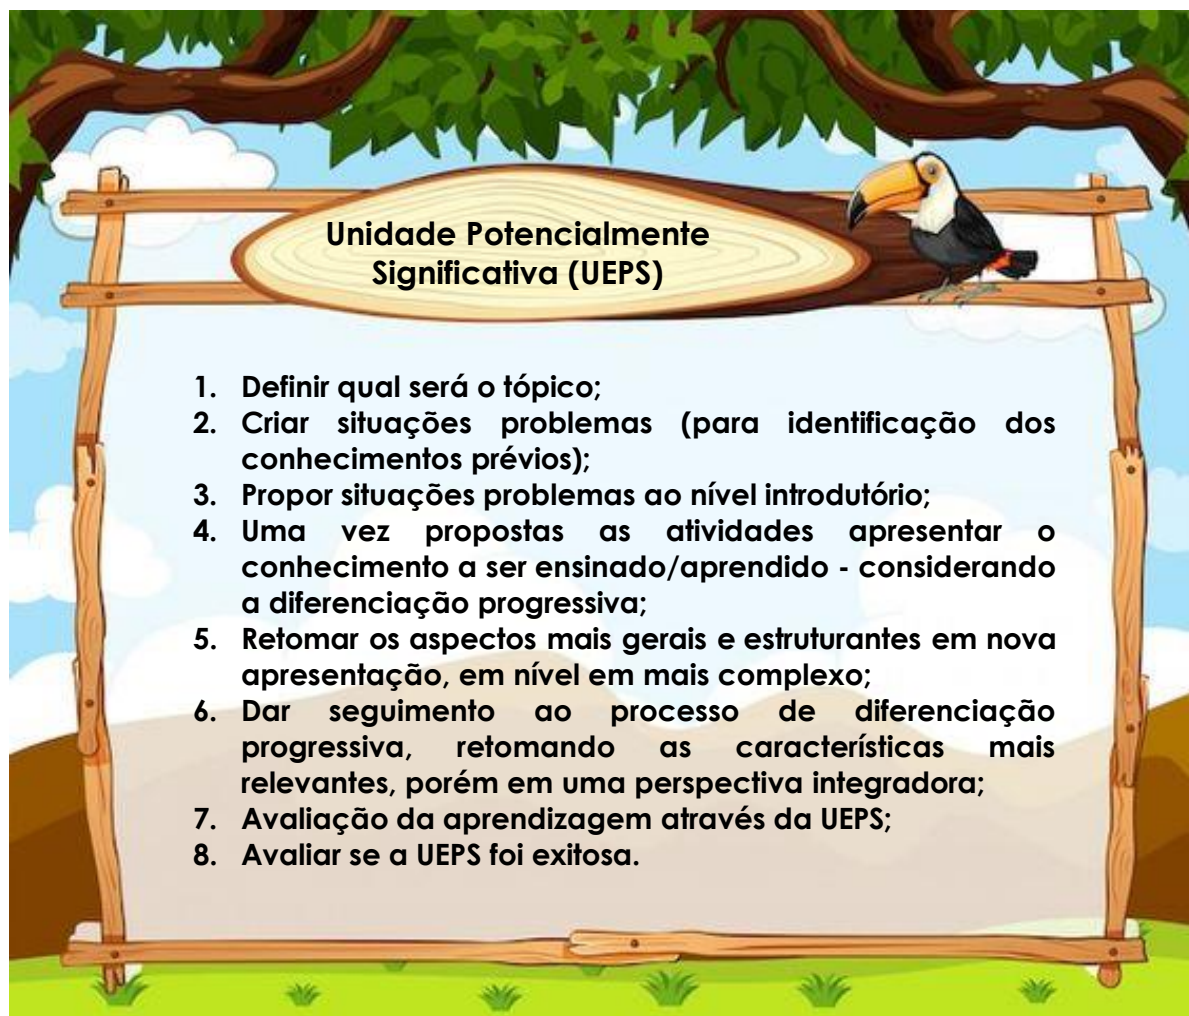 Unidade Potencialmente
Significativa (UEPS)
1. Definir qual será o tópico;
2. Criar situações problemas (para identificação dos
conhecimentos prévios);
3. Propor situações problemas ao nível introdutório;
4. Uma vez propostas as atividades apresentar o
conhecimento a ser ensinado/aprendido - considerando
a diferenciação progressiva;
5. Retomar os aspectos mais gerais e estruturantes em nova
apresentação, em nível em mais complexo;
6. Dar seguimento ao processo de diferenciação
progressiva, retomando as características mais
relevantes, porém em uma perspectiva integradora;
7. Avaliação da aprendizagem através da UEPS;
8. Avaliar se a UEPS foi exitosa.